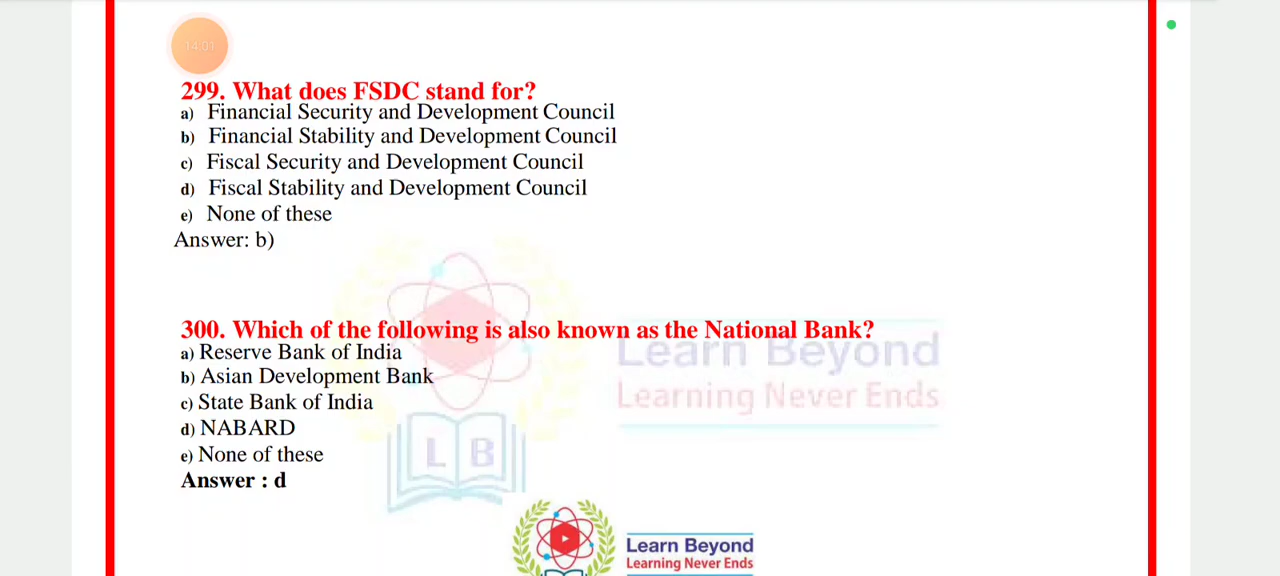 14:01
299. What does FSDC stand for?
a) Financial Security and Development Council
b) Financial Stability and Development Council
c) Fiscal Security and Development Council
d) Fiscal Stability and Development Council
e) None of these
Answer: b)
300. Which of the following is also known as the National Bank?
a) Reserve Bank of India
b) Asian Development Bank
c) State Bank of India
d) NABARD
e) None of these
Answer : d
Learn Beyond
Learning Never Ends
L B
Learn Beyond
Learning Never Ends